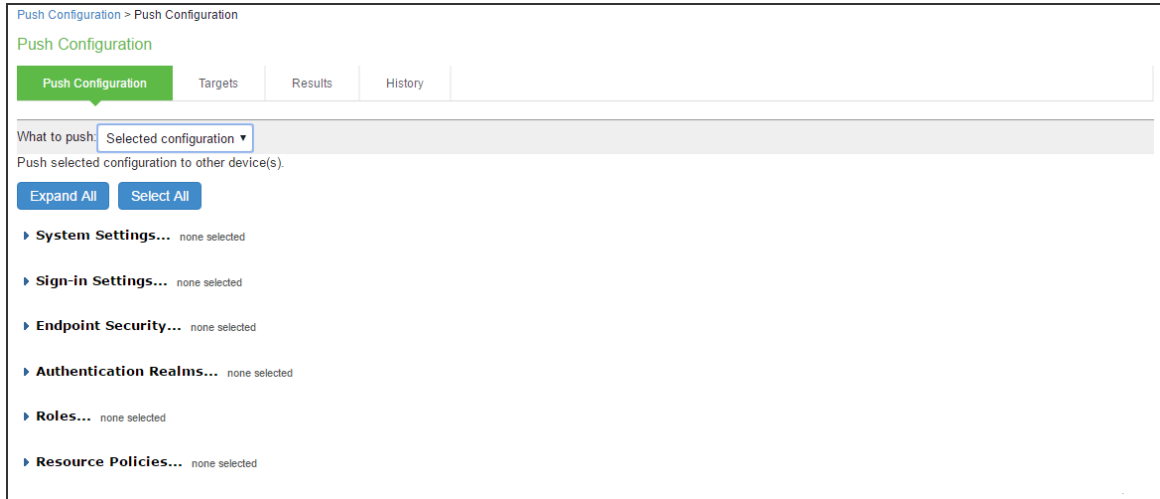 Push Configuration > Push Configuration
Push Configuration
Push Configuration Targets Results History
What to push: Selected configuration
Push selected configuration to other device(s).
Expand All Select All
System Settings... none selected
Sign-in Settings... none selected
Endpoint Security... none selected
Authentication Realms... none selected
Roles... none selected
Resource Policies... none selected